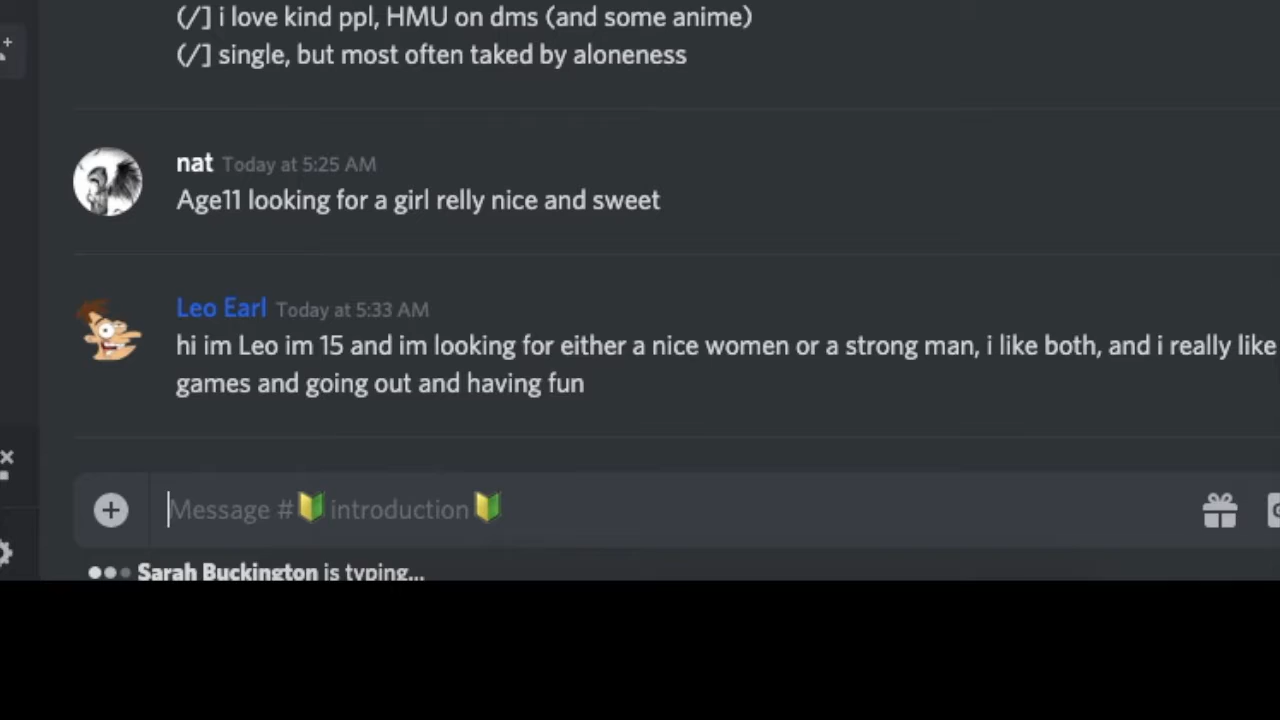 (/] i love kind ppl, HMU on dms (and some anime)
(/] single, but most often taked by aloneness
nat Today at 5:25 AM
Age11 looking for a girl relly nice and sweet
Leo Earl Today at 5:33 AM
hi im Leo im 15 and im looking for either a nice women or a strong man, i like both, and i really like
games and going out and having fun
Message #🔰introduction🔰
Sarah Buckington is typing...